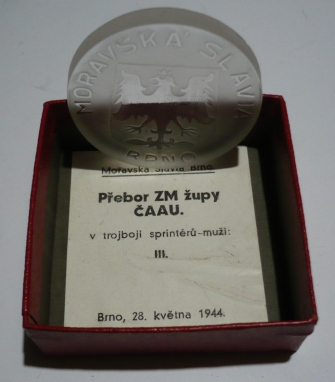 MORAVSKÁ SLAVIA
BRNO
Moravská Slavia Brno
Přebor ZM župy
ČAAU.
v trojboji sprinterů-muži:
III.
Brno, 28. května 1944.